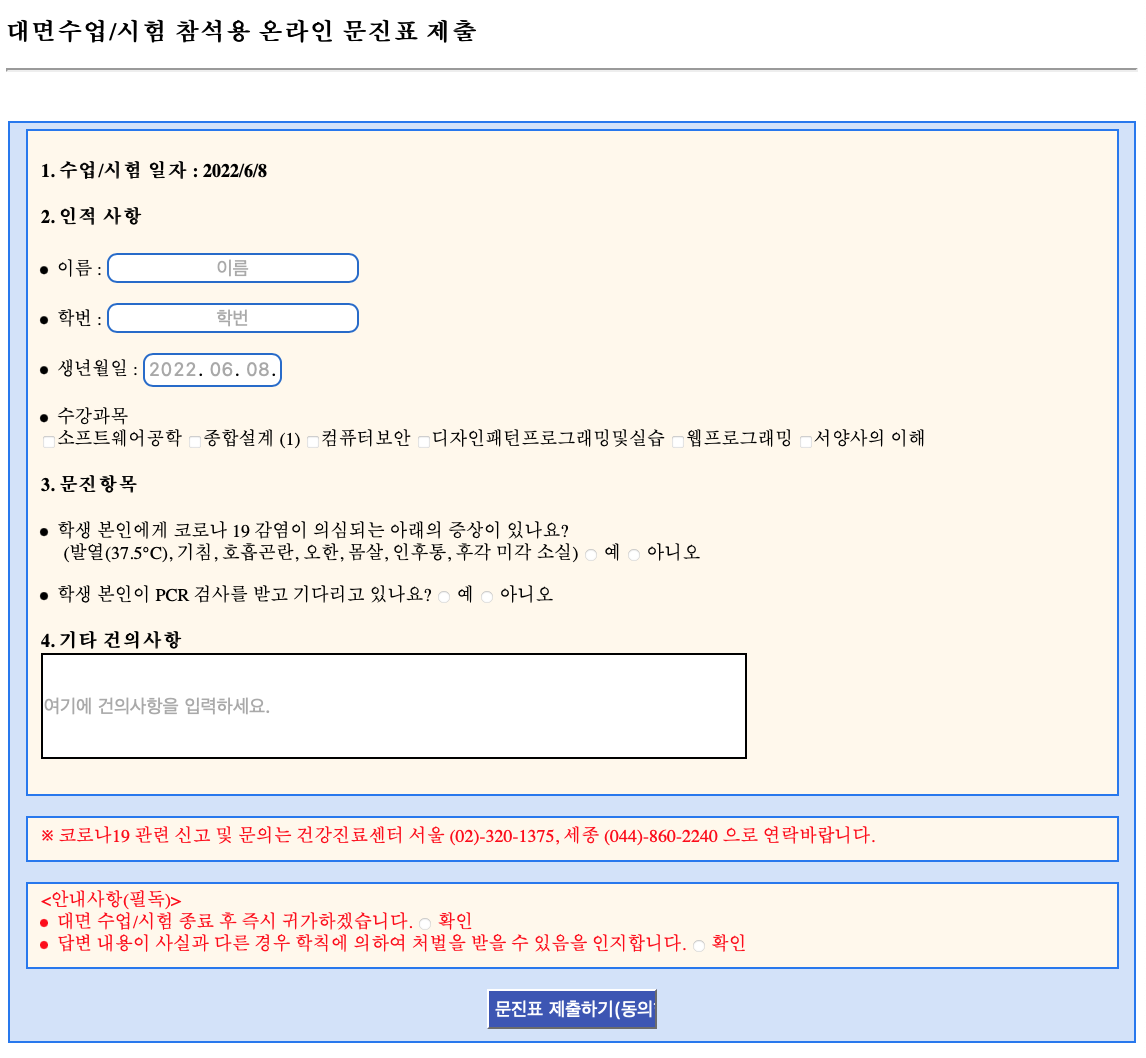 대면수업/시험 참석용 온라인 문진표 제출
1. 수업/시험 일자 : 2022/6/8
2. 인적 사항
● 이름 : 이름
● 학번 : 학번
● 생년월일 : 2022. 06. 08.
● 수강과목
소프트웨어공학 종합설계 (1) 컴퓨터보안 디자인패턴프로그래밍및실습 웹프로그래밍 서양사의 이해
3. 문진항목
● 학생 본인에게 코로나 19 감염이 의심되는 아래의 증상이 있나요?
(발열(37.5°C), 기침, 호흡곤란, 오한, 몸살, 인후통, 후각 미각 소실) 예 아니오
● 학생 본인이 PCR 검사를 받고 기다리고 있나요? 예 아니오
4. 기타 건의사항
여기에 건의사항을 입력하세요.
※ 코로나19 관련 신고 및 문의는 건강진료센터 서울 (02)-320-1375, 세종 (044)-860-2240 으로 연락바랍니다.
<안내사항(필독)>
● 대면 수업/시험 종료 후 즉시 귀가하겠습니다. 확인
● 답변 내용이 사실과 다른 경우 학칙에 의하여 처벌을 받을 수 있음을 인지합니다. 확인
문진표 제출하기(동의